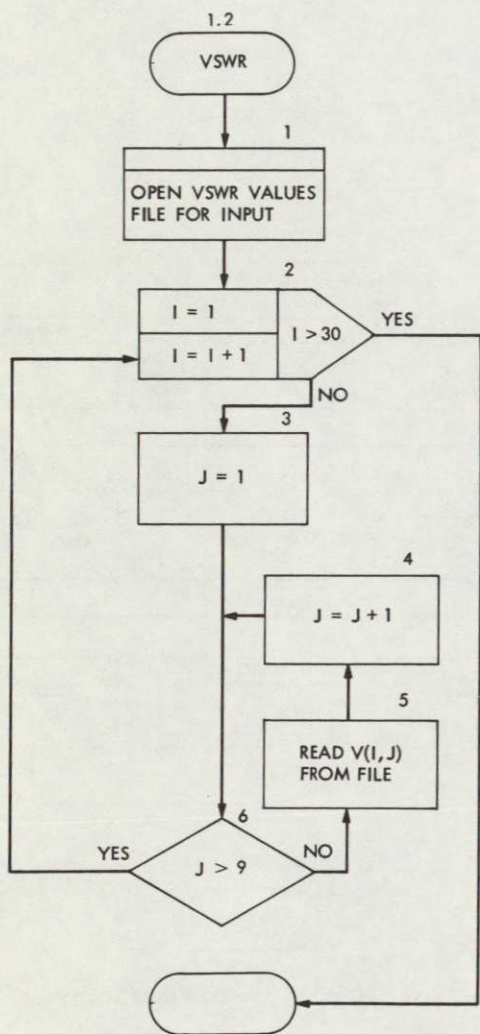 1.2
VSWR
1
OPEN VSWR VALUES
FILE FOR INPUT
2
I = 1
I = I + 1
I > 30
YES
NO
3
J = 1
4
J = J + 1
5
READ V(I,J)
FROM FILE
6
YES
J > 9
NO